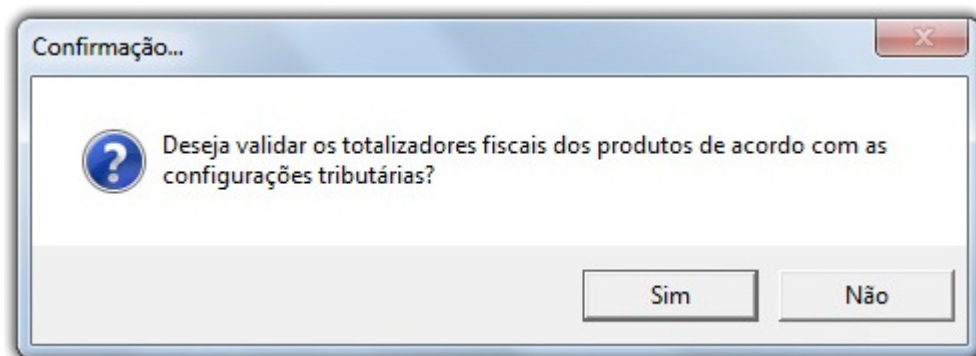 Confirmação...
Deseja validar os totalizadores fiscais dos produtos de acordo com as
configurações tributárias?
Sim
Não